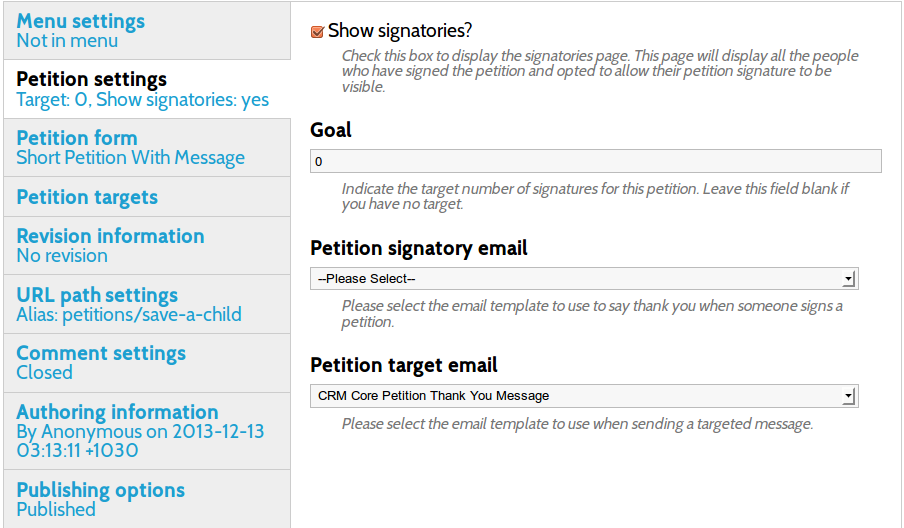 Menu settings
Not in menu
Petition settings
Target: 0, Show signatories: yes
Petition form
Short Petition With Message
Petition targets
Revision information
No revision
URL path settings
Alias: petitions/save-a-child
Comment settings
Closed
Authoring information
By Anonymous on 2013-12-13
03:13:11 +1030
Publishing options
Published
Show signatories?
Check this box to display the signatories page. This page will display all the people
who have signed the petition and opted to allow their petition signature to be
visible.
Goal
0
Indicate the target number of signatures for this petition. Leave this field blank if
you have no target.
Petition signatory email
--Please Select--
Please select the email template to use to say thank you when someone signs a
petition.
Petition target email
CRM Core Petition Thank You Message
Please select the email template to use when sending a targeted message.